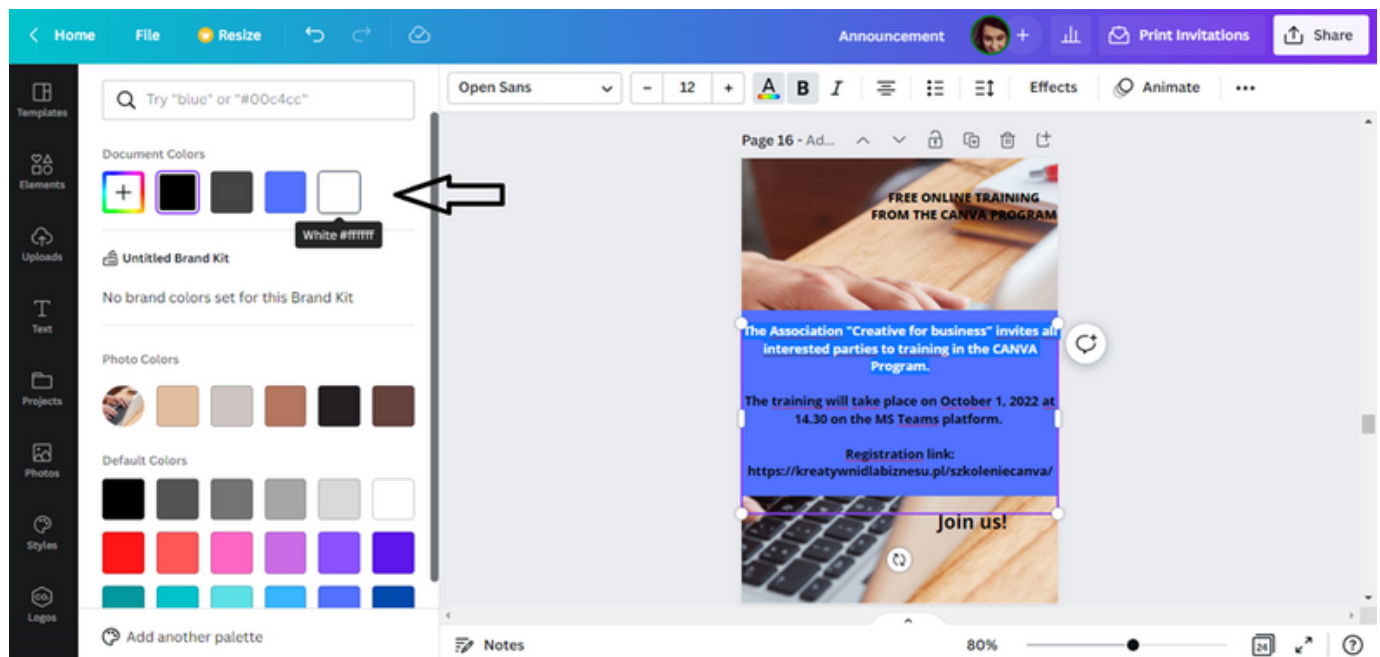 Home File Resize Announcement + Print Invitations Share
Templates
Elements
Uploads
Text
Projects
Photos
Styles
CO.
Logos
Try "blue" or "#00c4cc"
Document Colors
+
White #ffffff
Untitled Brand Kit
No brand colors set for this Brand Kit
Photo Colors
Default Colors
Add another palette
Open Sans - 12 + A B I Effects Animate ...
Page 16 - Ad...
FREE ONLINE TRAINING
FROM THE CANVA PROGRAM
The Association "Creative for business" invites all
interested parties to training in the CANVA
Program.
The training will take place on October 1, 2022 at
14.30 on the MS Teams platform.
Registration link:
https://kreatywnidlabiznesu.pl/szkoleniecanva/
Join us!
Notes 80% 24 ?